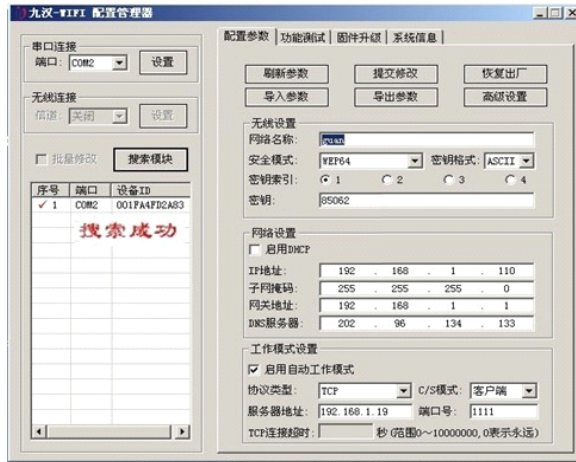 九汉-WIFI 配置管理器
串口连接
端口: COM2 设置
无线连接
信道: 关闭 设置
批量修改 搜索模块
序号 端口 设备ID
✓ 1 COM2 001FA4FD2A83
搜索成功
配置参数 功能测试 固件升级 系统信息
刷新参数 提交修改 恢复出厂
导入参数 导出参数 高级设置
无线设置
网络名称: guan
安全模式: WEP64 密钥格式: ASCII
密钥索引: 1 2 3 4
密钥: 85062
网络设置
启用DHCP
IP地址: 192 . 168 . 1 . 110
子网掩码: 255 . 255 . 255 . 0
网关地址: 192 . 168 . 1 . 1
DNS服务器: 202 . 96 . 134 . 133
工作模式设置
启用自动工作模式
协议类型: TCP C/S模式: 客户端
服务器地址: 192.168.1.19 端口号: 1111
TCP连接超时: 秒(范围0~10000000,0表示永远)